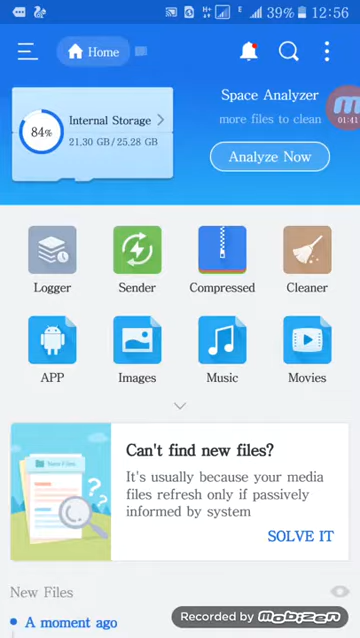 39% 12:56
Home
Space Analyzer
Internal Storage
more files to clean
84%
21.30 GB / 25.28 GB
01:41
Analyze Now
Logger Sender Compressed Cleaner
APP Images Music Movies
Can't find new files?
It's usually because your media
files refresh only if passively
informed by system
SOLVE IT
New Files
A moment ago
Recorded by Mobizen